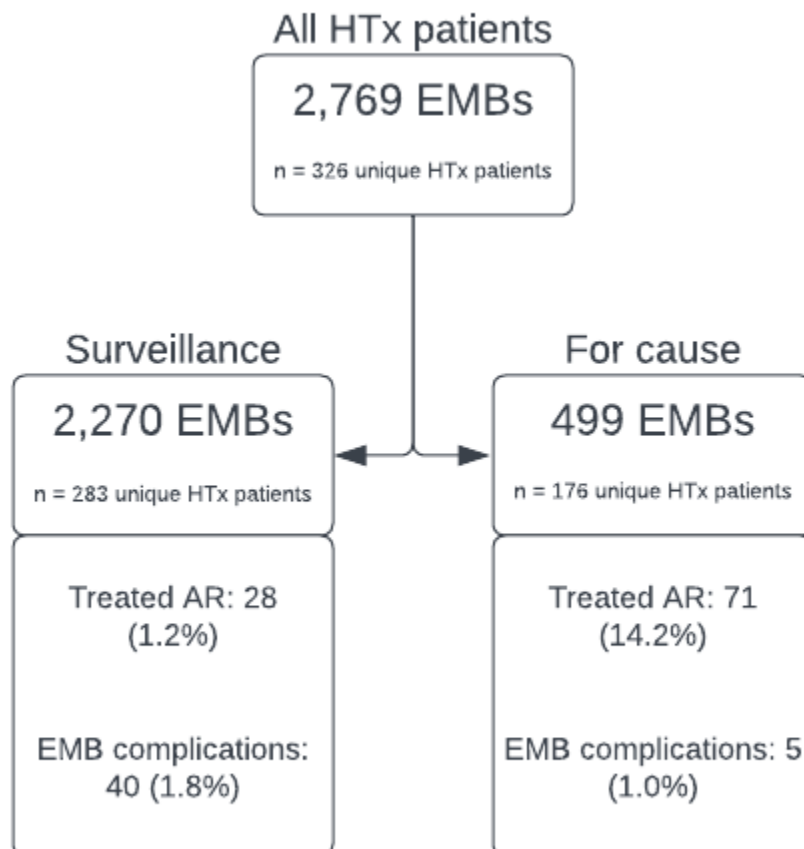 All HTx patients
2,769 EMBs
n = 326 unique HTx patients
Surveillance
2,270 EMBs
n = 283 unique HTx patients
Treated AR: 28
(1.2%)
EMB complications:
40 (1.8%)
For cause
499 EMBs
n = 176 unique HTx patients
Treated AR: 71
(14.2%)
EMB complications: 5
(1.0%)